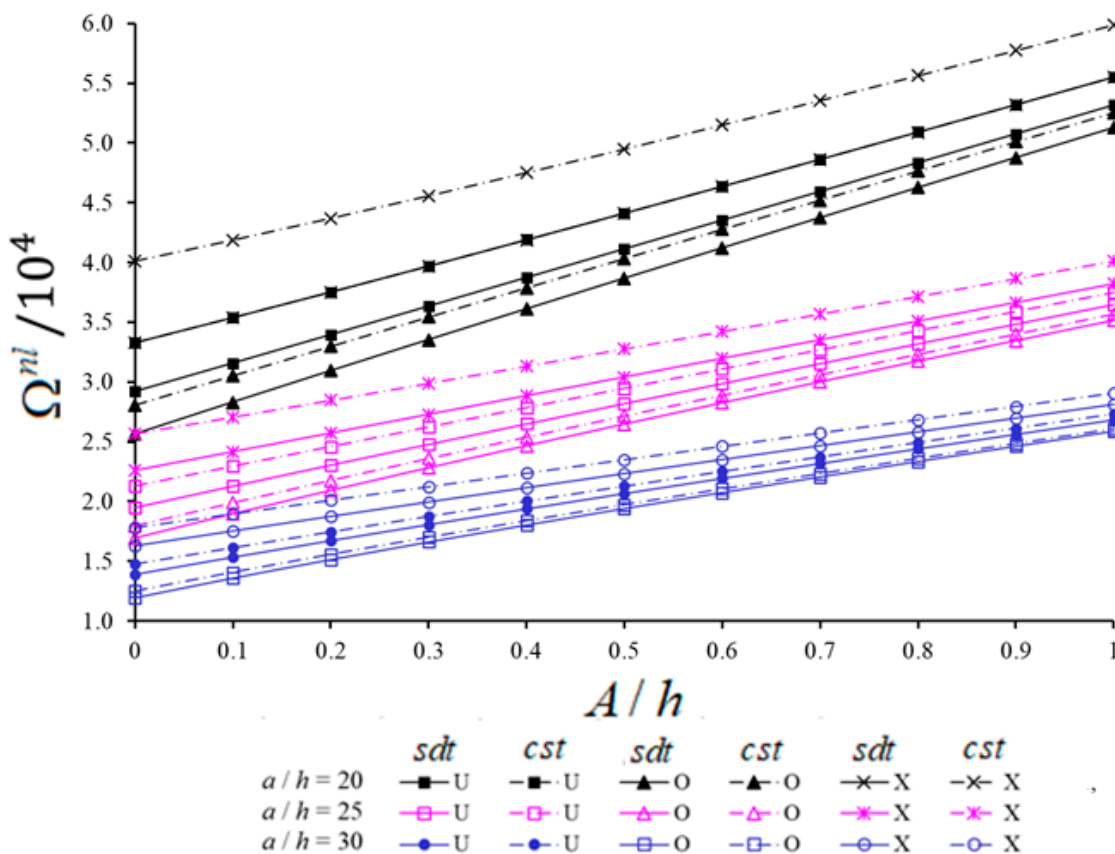 6.0
5.5
5.0
4.5
4.0
3.5
3.0
2.5
2.0
1.5
1.0
Ω^nl /10^4
0 0.1 0.2 0.3 0.4 0.5 0.6 0.7 0.8 0.9 1
A / h
sdt cst sdt cst sdt cst
a / h = 20 U U O O X X ,
a / h = 25 U U O O X X
a / h = 30 U U O O X X